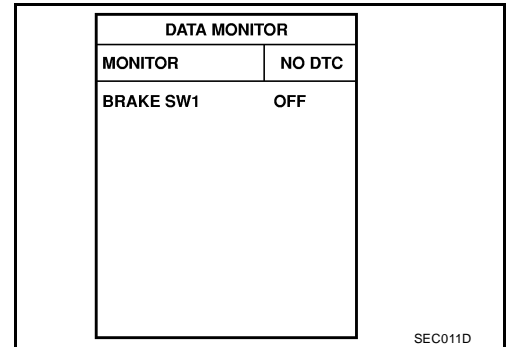 DATA MONITOR
MONITOR NO DTC
BRAKE SW1 OFF
SEC011D